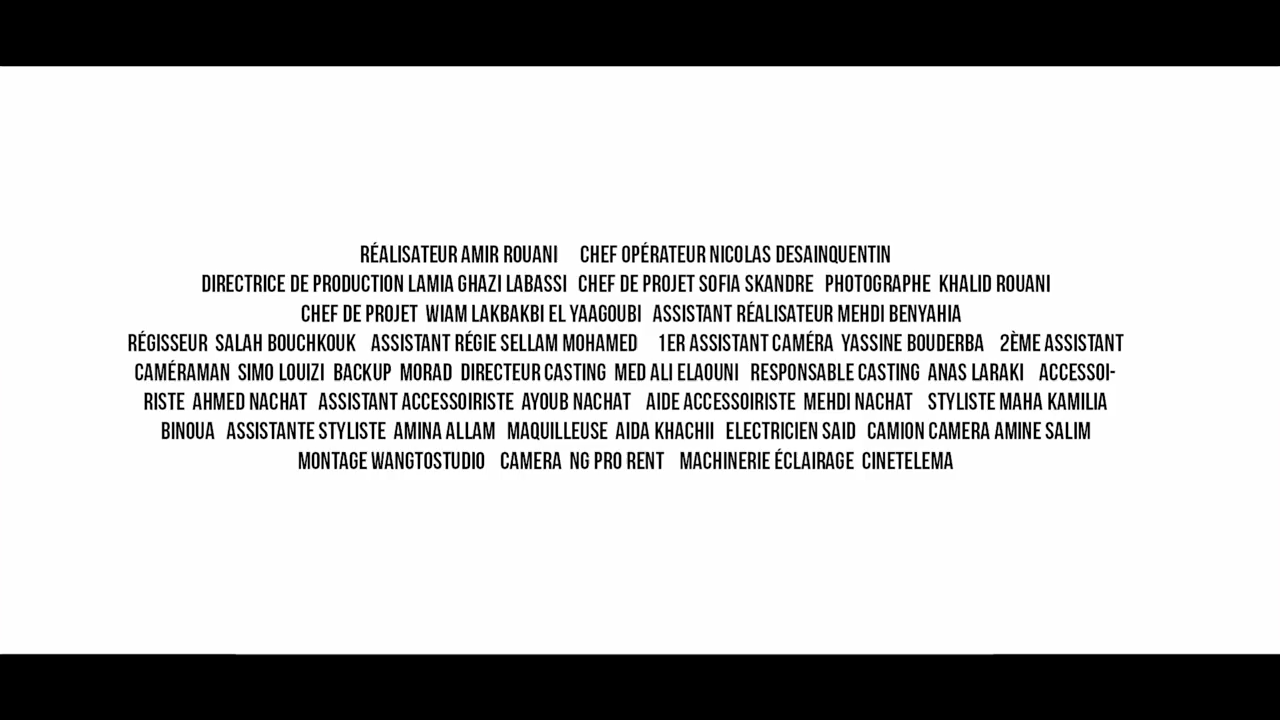 RÉALISATEUR AMIR ROUANI CHEF OPÉRATEUR NICOLAS DESAINQUENTIN
DIRECTRICE DE PRODUCTION LAMIA GHAZI LABASSI CHEF DE PROJET SOFIA SKANDRE PHOTOGRAPHE KHALID ROUANI
CHEF DE PROJET WIAM LAKBAKBI EL YAAGOUBI ASSISTANT RÉALISATEUR MEHDI BENYAHIA
RÉGISSEUR SALAH BOUCHKOUK ASSISTANT RÉGIE SELLAM MOHAMED 1ER ASSISTANT CAMÉRA YASSINE BOUDERBA 2ÈME ASSISTANT
CAMÉRAMAN SIMO LOUIZI BACKUP MORAD DIRECTEUR CASTING MED ALI ELAOUNI RESPONSABLE CASTING ANAS LARAKI ACCESSOI-
RISTE AHMED NACHAT ASSISTANT ACCESSOIRISTE AYOUB NACHAT AIDE ACCESSOIRISTE MEHDI NACHAT STYLISTE MAHA KAMILIA
BINOUA ASSISTANTE STYLISTE AMINA ALLAM MAQUILLEUSE AIDA KHACHII ELECTRICIEN SAID CAMION CAMERA AMINE SALIM
MONTAGE WANGTOSTUDIO CAMERA NG PRO RENT MACHINERIE ÉCLAIRAGE CINETELEMA